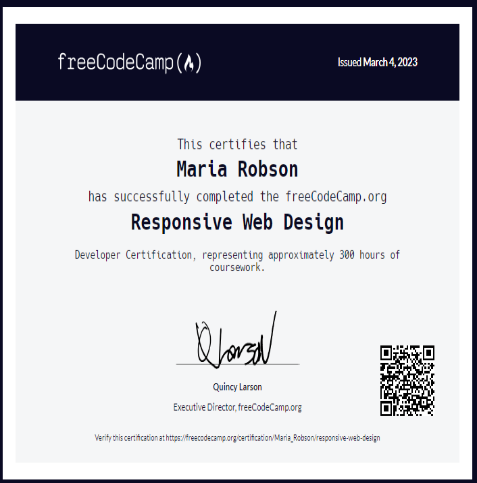 freeCodeCamp
Issued March 4, 2023
This certifies that
Maria Robson
has successfully completed the freeCodeCamp.org
Responsive Web Design
Developer Certification, representing approximately 300 hours of
coursework.
Q Larson
Quincy Larson
Executive Director, freeCodeCamp.org
Verify this certification at https://freecodecamp.org/certification/Maria_Robson/responsive-web-design